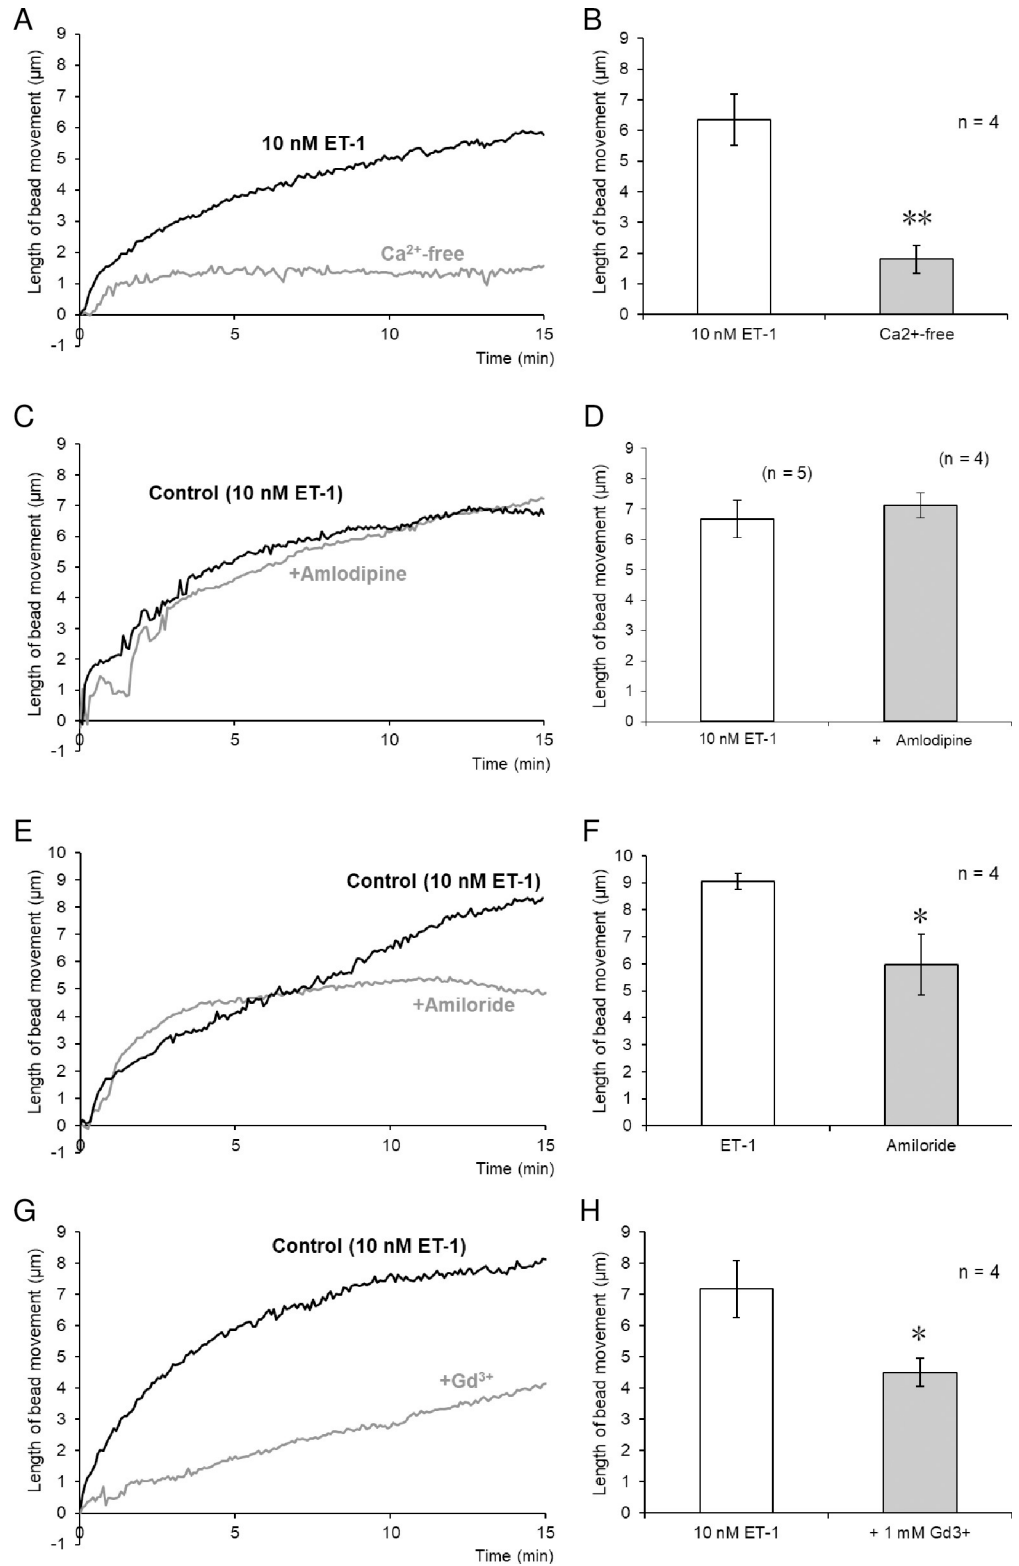 A
Length of bead movement (μm)
9
8
7
6
5
4
3
2
1
0
-1
10 nM ET-1
Ca²⁺-free
0
5
10
15
Time (min)
B
Length of bead movement (μm)
9
8
7
6
5
4
3
2
1
0
n = 4
**
10 nM ET-1
Ca2+-free
C
Length of bead movement (μm)
9
8
7
6
5
4
3
2
1
0
-1
Control (10 nM ET-1)
+Amlodipine
0
5
10
15
Time (min)
D
Length of bead movement (μm)
9
8
7
6
5
4
3
2
1
0
(n = 5)
(n = 4)
10 nM ET-1
+ Amlodipine
E
Length of bead movement (μm)
10
9
8
7
6
5
4
3
2
1
0
-1
Control (10 nM ET-1)
+Amiloride
0
5
10
15
Time (min)
F
Length of bead movement (μm)
10
9
8
7
6
5
4
3
2
1
0
n = 4
*
ET-1
Amiloride
G
Length of bead movement (μm)
9
8
7
6
5
4
3
2
1
0
Control (10 nM ET-1)
+Gd³⁺
0
5
10
15
Time (min)
H
Length of bead movement (μm)
9
8
7
6
5
4
3
2
1
0
n = 4
*
10 nM ET-1
+ 1 mM Gd3+